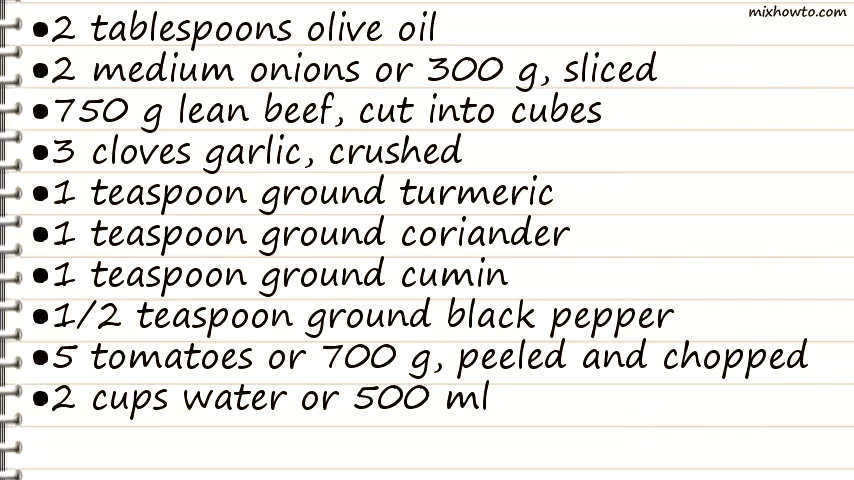 mixhowto.com
•2 tablespoons olive oil
•2 medium onions or 300 g, sliced
•750 g lean beef, cut into cubes
•3 cloves garlic, crushed
•1 teaspoon ground turmeric
•1 teaspoon ground coriander
•1 teaspoon ground cumin
•1/2 teaspoon ground black pepper
•5 tomatoes or 700 g, peeled and chopped
•2 cups water or 500 ml